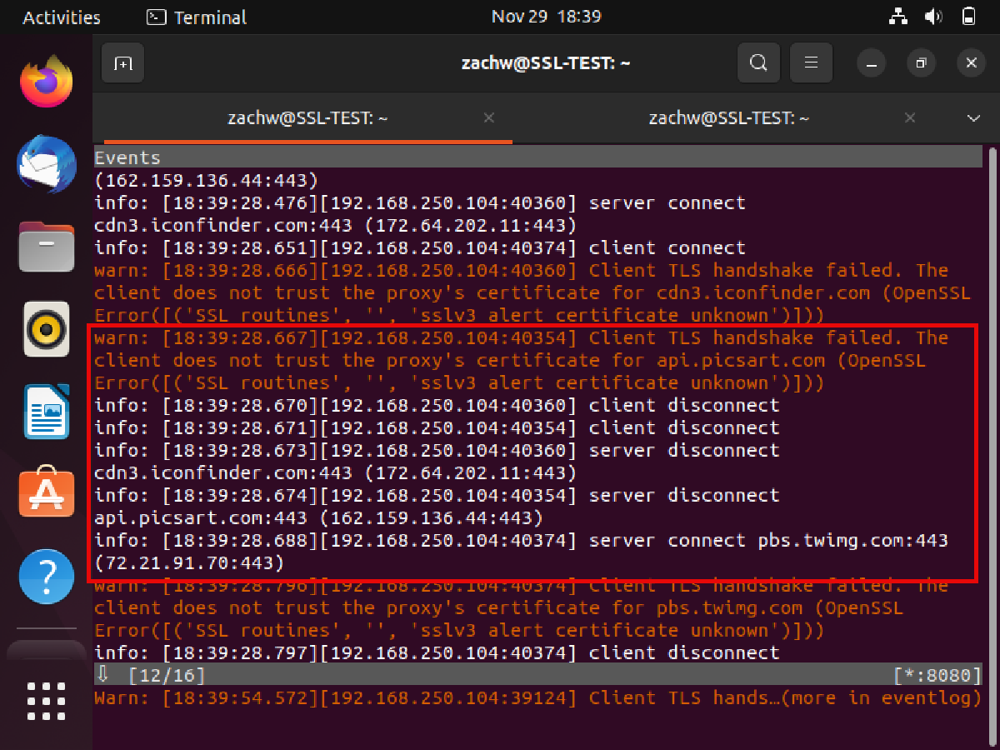 Activities Terminal Nov 29 18:39
zachw@SSL-TEST: ~
zachw@SSL-TEST: ~ zachw@SSL-TEST: ~
Events
(162.159.136.44:443)
info: [18:39:28.476][192.168.250.104:40360] server connect
cdn3.iconfinder.com:443 (172.64.202.11:443)
info: [18:39:28.651][192.168.250.104:40374] client connect
warn: [18:39:28.666][192.168.250.104:40360] Client TLS handshake failed. The
client does not trust the proxy's certificate for cdn3.iconfinder.com (OpenSSL
Error([('SSL routines', '', 'sslv3 alert certificate unknown')]))
warn: [18:39:28.667][192.168.250.104:40354] Client TLS handshake failed. The
client does not trust the proxy's certificate for api.picsart.com (OpenSSL
Error([('SSL routines', '', 'sslv3 alert certificate unknown')]))
info: [18:39:28.670][192.168.250.104:40360] client disconnect
info: [18:39:28.671][192.168.250.104:40354] client disconnect
info: [18:39:28.673][192.168.250.104:40360] server disconnect
cdn3.iconfinder.com:443 (172.64.202.11:443)
info: [18:39:28.674][192.168.250.104:40354] server disconnect
api.picsart.com:443 (162.159.136.44:443)
info: [18:39:28.688][192.168.250.104:40374] server connect pbs.twimg.com:443
(72.21.91.70:443)
warn: [18:39:28.796][192.168.250.104:40374] Client TLS handshake failed. The
client does not trust the proxy's certificate for pbs.twimg.com (OpenSSL
Error([('SSL routines', '', 'sslv3 alert certificate unknown')]))
info: [18:39:28.797][192.168.250.104:40374] client disconnect
⇩ [12/16] [*:8080]
Warn: [18:39:54.572][192.168.250.104:39124] Client TLS hands…(more in eventlog)